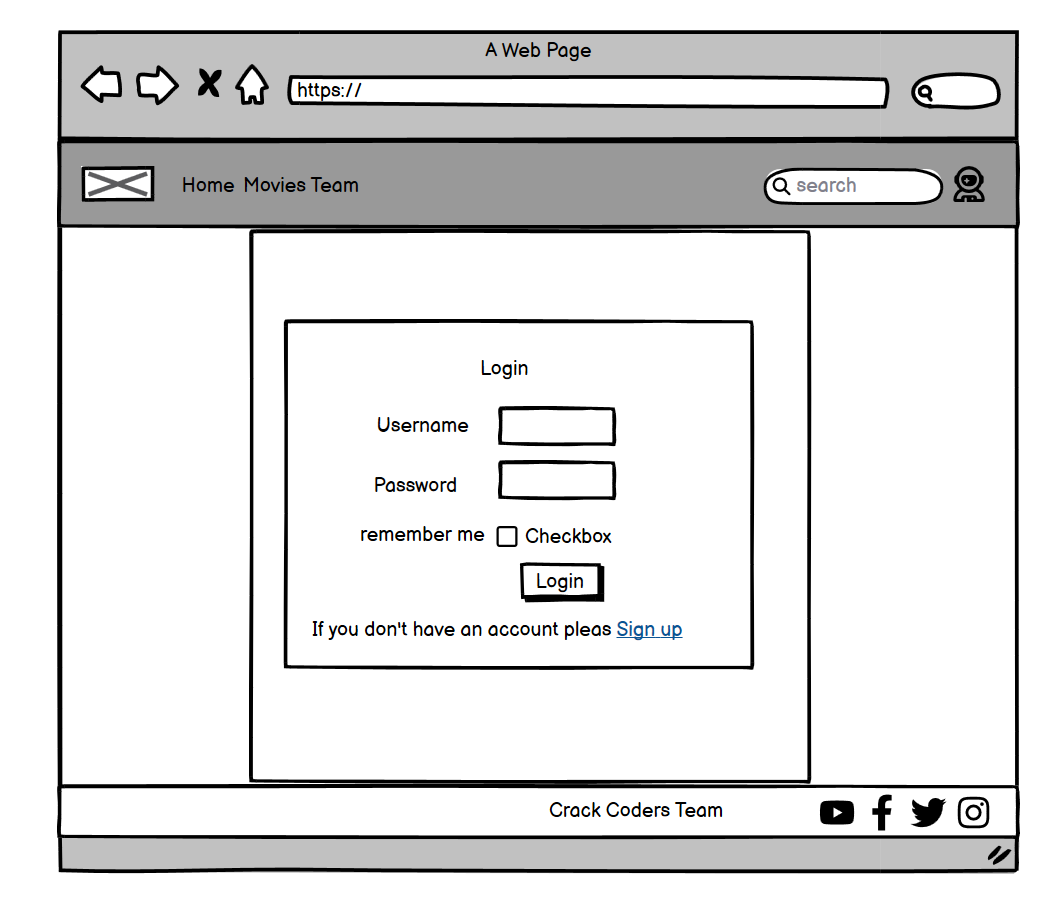 A Web Page
https://
Home Movies Team
search
Login
Username
Password
remember me Checkbox
Login
If you don't have an account pleas Sign up
Crack Coders Team